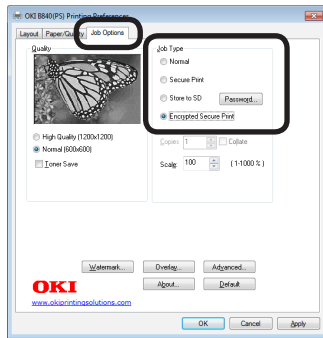 OKI B840(PS) Printing Preferences
Layout Paper/Quality Job Options
Quality
High Quality (1200x1200)
Normal (600x600)
Toner Save
Job Type
Normal
Secure Print
Store to SD Password...
Encrypted Secure Print
Copies 1 Collate
Scale: 100 (1-1000 %)
Watermark... Overlay... Advanced...
OKI About... Default
www.okiprintingsolutions.com
OK Cancel Apply